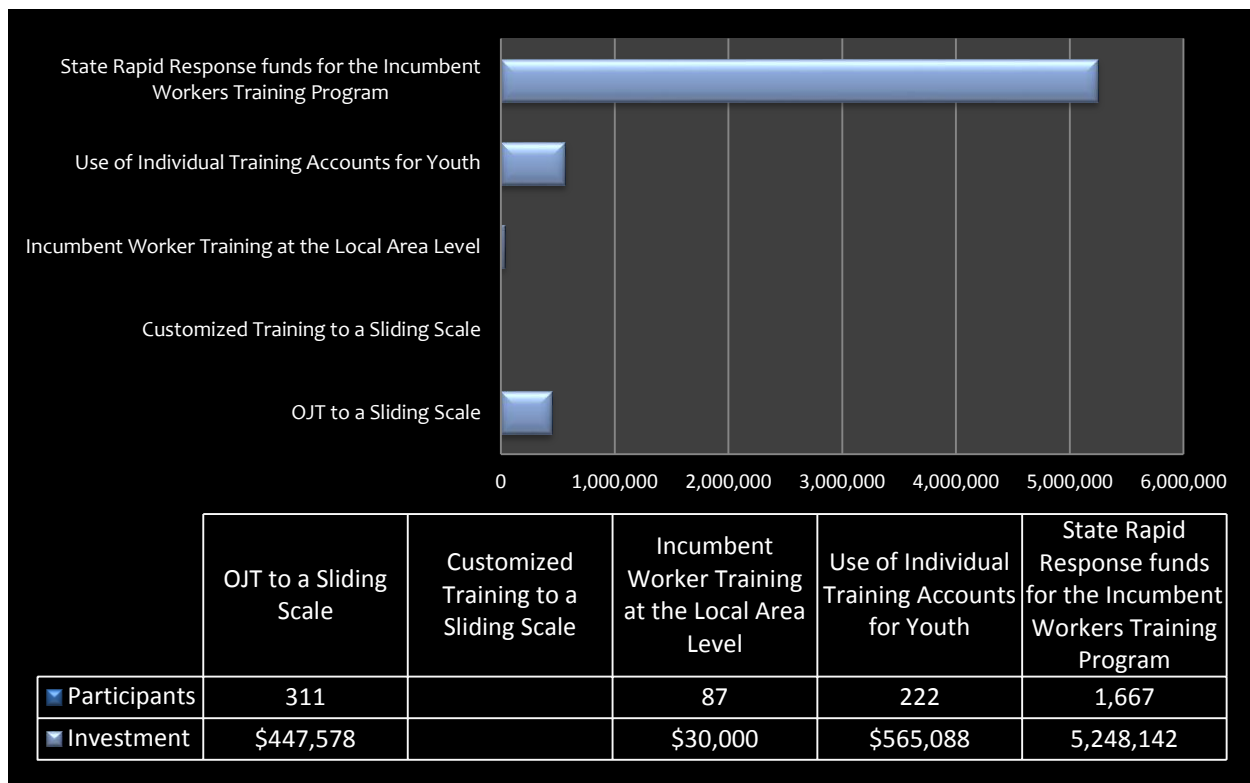 State Rapid Response funds for the Incumbent
Workers Training Program
Use of Individual Training Accounts for Youth
Incumbent Worker Training at the Local Area Level
Customized Training to a Sliding Scale
OJT to a Sliding Scale
0 1,000,000 2,000,000 3,000,000 4,000,000 5,000,000 6,000,000
OJT to a Sliding
Scale
Customized
Training to a
Sliding Scale
Incumbent
Worker Training
at the Local Area
Level
Use of Individual
Training Accounts
for Youth
State Rapid
Response funds
for the Incumbent
Workers Training
Program
Participants 311 87 222 1,667
Investment $447,578 $30,000 $565,088 5,248,142